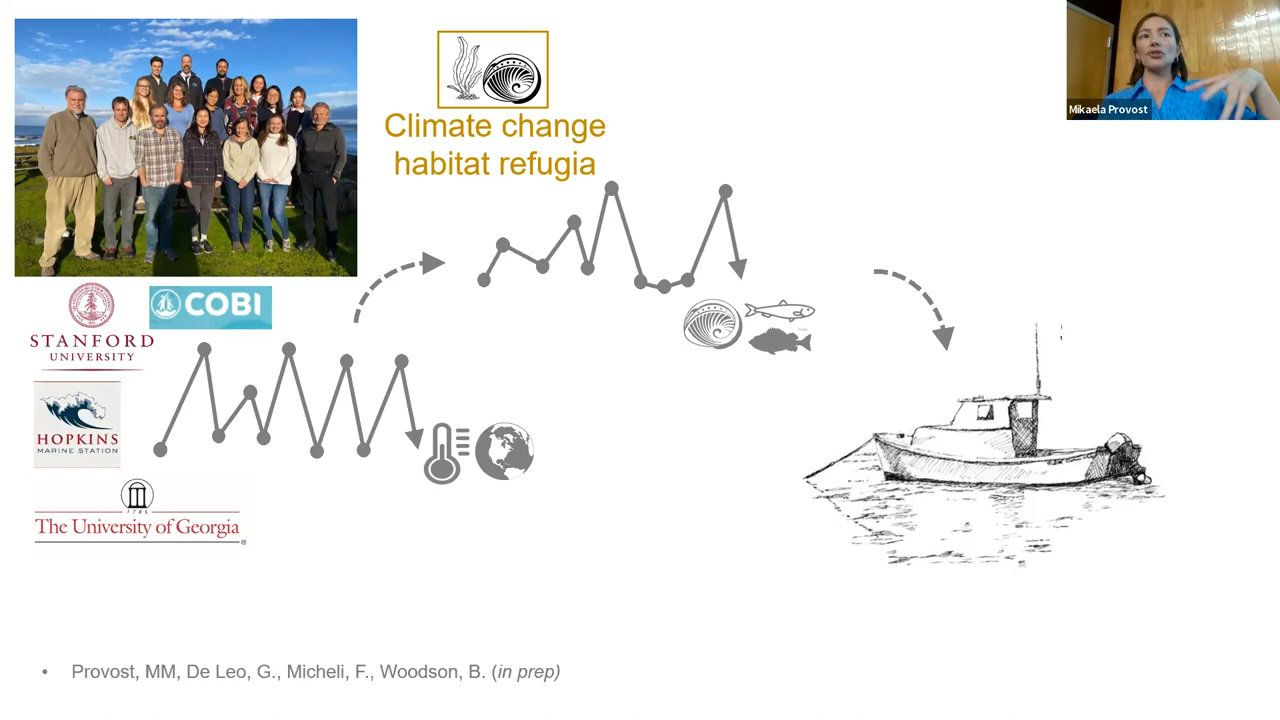 Mikaela Provost
Climate change
habitat refugia
STANFORD
UNIVERSITY
COBI
HOPKINS
MARINE STATION
1785
The University of Georgia
®
• Provost, MM, De Leo, G., Micheli, F., Woodson, B. (in prep)